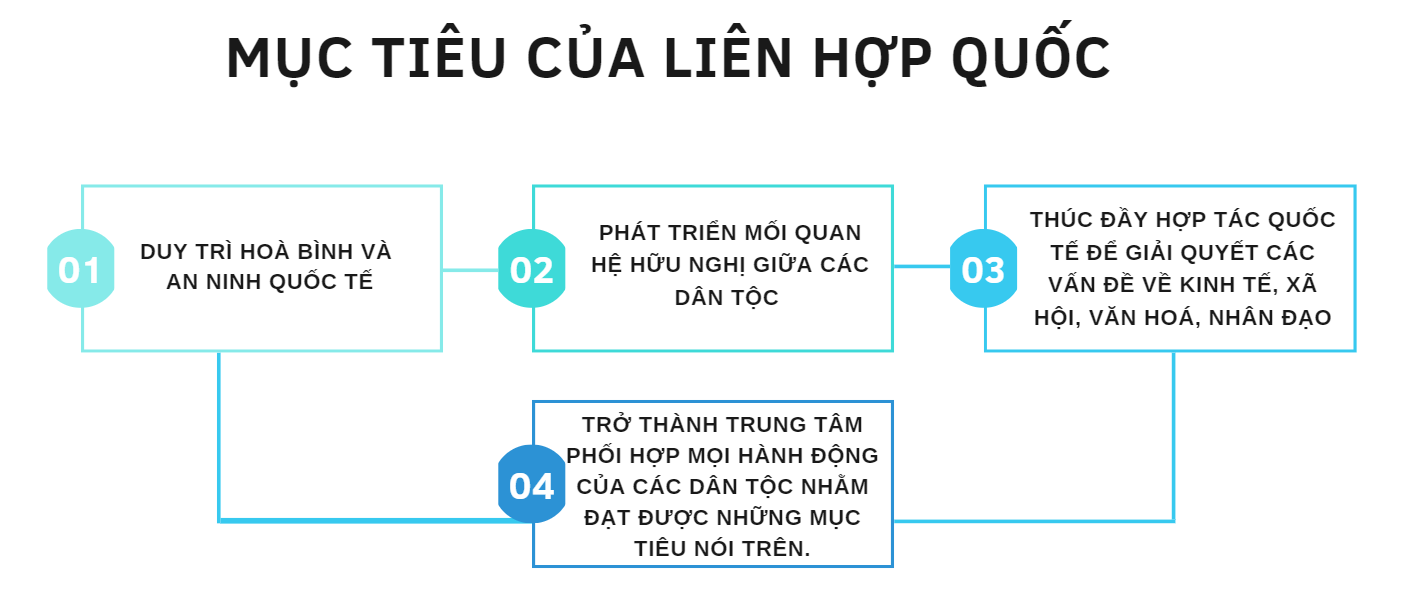 MỤC TIÊU CỦA LIÊN HỢP QUỐC
01
DUY TRÌ HOÀ BÌNH VÀ
AN NINH QUỐC TẾ
02
PHÁT TRIỂN MỐI QUAN
HỆ HỮU NGHỊ GIỮA CÁC
DÂN TỘC
03
THÚC ĐẦY HỢP TÁC QUỐC
TẾ ĐỂ GIẢI QUYẾT CÁC
VẤN ĐỀ VỀ KINH TẾ, XÃ
HỘI, VĂN HOÁ, NHÂN ĐẠO
04
TRỞ THÀNH TRUNG TÂM
PHỐI HỢP MỌI HÀNH ĐỘNG
CỦA CÁC DÂN TỘC NHẰM
ĐẠT ĐƯỢC NHỮNG MỤC
TIÊU NÓI TRÊN.